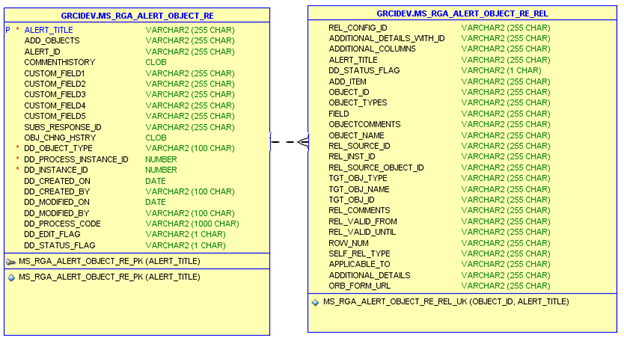 GRCIDEV.MS_RGA_ALERT_OBJECT_RE
P * ALERT_TITLE VARCHAR2 (255 CHAR)
ADD_OBJECTS VARCHAR2 (255 CHAR)
ALERT_ID VARCHAR2 (255 CHAR)
COMMENTHISTORY CLOB
CUSTOM_FIELD1 VARCHAR2 (255 CHAR)
CUSTOM_FIELD2 VARCHAR2 (255 CHAR)
CUSTOM_FIELD3 VARCHAR2 (255 CHAR)
CUSTOM_FIELD4 VARCHAR2 (255 CHAR)
CUSTOM_FIELD5 VARCHAR2 (255 CHAR)
SUBS_RESPONSE_ID VARCHAR2 (255 CHAR)
OBJ_CHNG_HSTRY CLOB
* DD_OBJECT_TYPE VARCHAR2 (100 CHAR)
* DD_PROCESS_INSTANCE_ID NUMBER
* DD_INSTANCE_ID NUMBER
DD_CREATED_ON DATE
DD_CREATED_BY VARCHAR2 (100 CHAR)
DD_MODIFIED_ON DATE
DD_MODIFIED_BY VARCHAR2 (100 CHAR)
DD_PROCESS_CODE VARCHAR2 (1000 CHAR)
DD_EDIT_FLAG VARCHAR2 (1 CHAR)
DD_STATUS_FLAG VARCHAR2 (1 CHAR)
MS_RGA_ALERT_OBJECT_RE_PK (ALERT_TITLE)
MS_RGA_ALERT_OBJECT_RE_PK (ALERT_TITLE)
GRCIDEV.MS_RGA_ALERT_OBJECT_RE_REL
REL_CONFIG_ID VARCHAR2 (255 CHAR)
ADDITIONAL_DETAILS_WITH_ID VARCHAR2 (255 CHAR)
ADDITIONAL_COLUMN5 VARCHAR2 (255 CHAR)
ALERT_TITLE VARCHAR2 (255 CHAR)
DD_STATUS_FLAG VARCHAR2 (1 CHAR)
ADD_ITEM VARCHAR2 (255 CHAR)
OBJECT_ID VARCHAR2 (255 CHAR)
OBJECT_TYPES VARCHAR2 (255 CHAR)
FIELD VARCHAR2 (255 CHAR)
OBJECTCOMMENTS VARCHAR2 (255 CHAR)
OBJECT_NAME VARCHAR2 (255 CHAR)
REL_SOURCE_ID VARCHAR2 (255 CHAR)
REL_INST_ID VARCHAR2 (255 CHAR)
REL_SOURCE_OBJECT_ID VARCHAR2 (255 CHAR)
TGT_OBJ_TYPE VARCHAR2 (255 CHAR)
TGT_OBJ_NAME VARCHAR2 (255 CHAR)
TGT_OBJ_ID VARCHAR2 (255 CHAR)
REL_COMMENTS VARCHAR2 (255 CHAR)
REL_VALID_FROM VARCHAR2 (255 CHAR)
REL_VALID_UNTIL VARCHAR2 (255 CHAR)
ROW_NUM VARCHAR2 (255 CHAR)
SELF_REL_TYPE VARCHAR2 (255 CHAR)
APPLICABLE_TO VARCHAR2 (255 CHAR)
ADDITIONAL_DETAILS VARCHAR2 (255 CHAR)
ORB_FORM_URL VARCHAR2 (255 CHAR)
MS_RGA_ALERT_OBJECT_RE_REL_UK (OBJECT_ID, ALERT_TITLE)